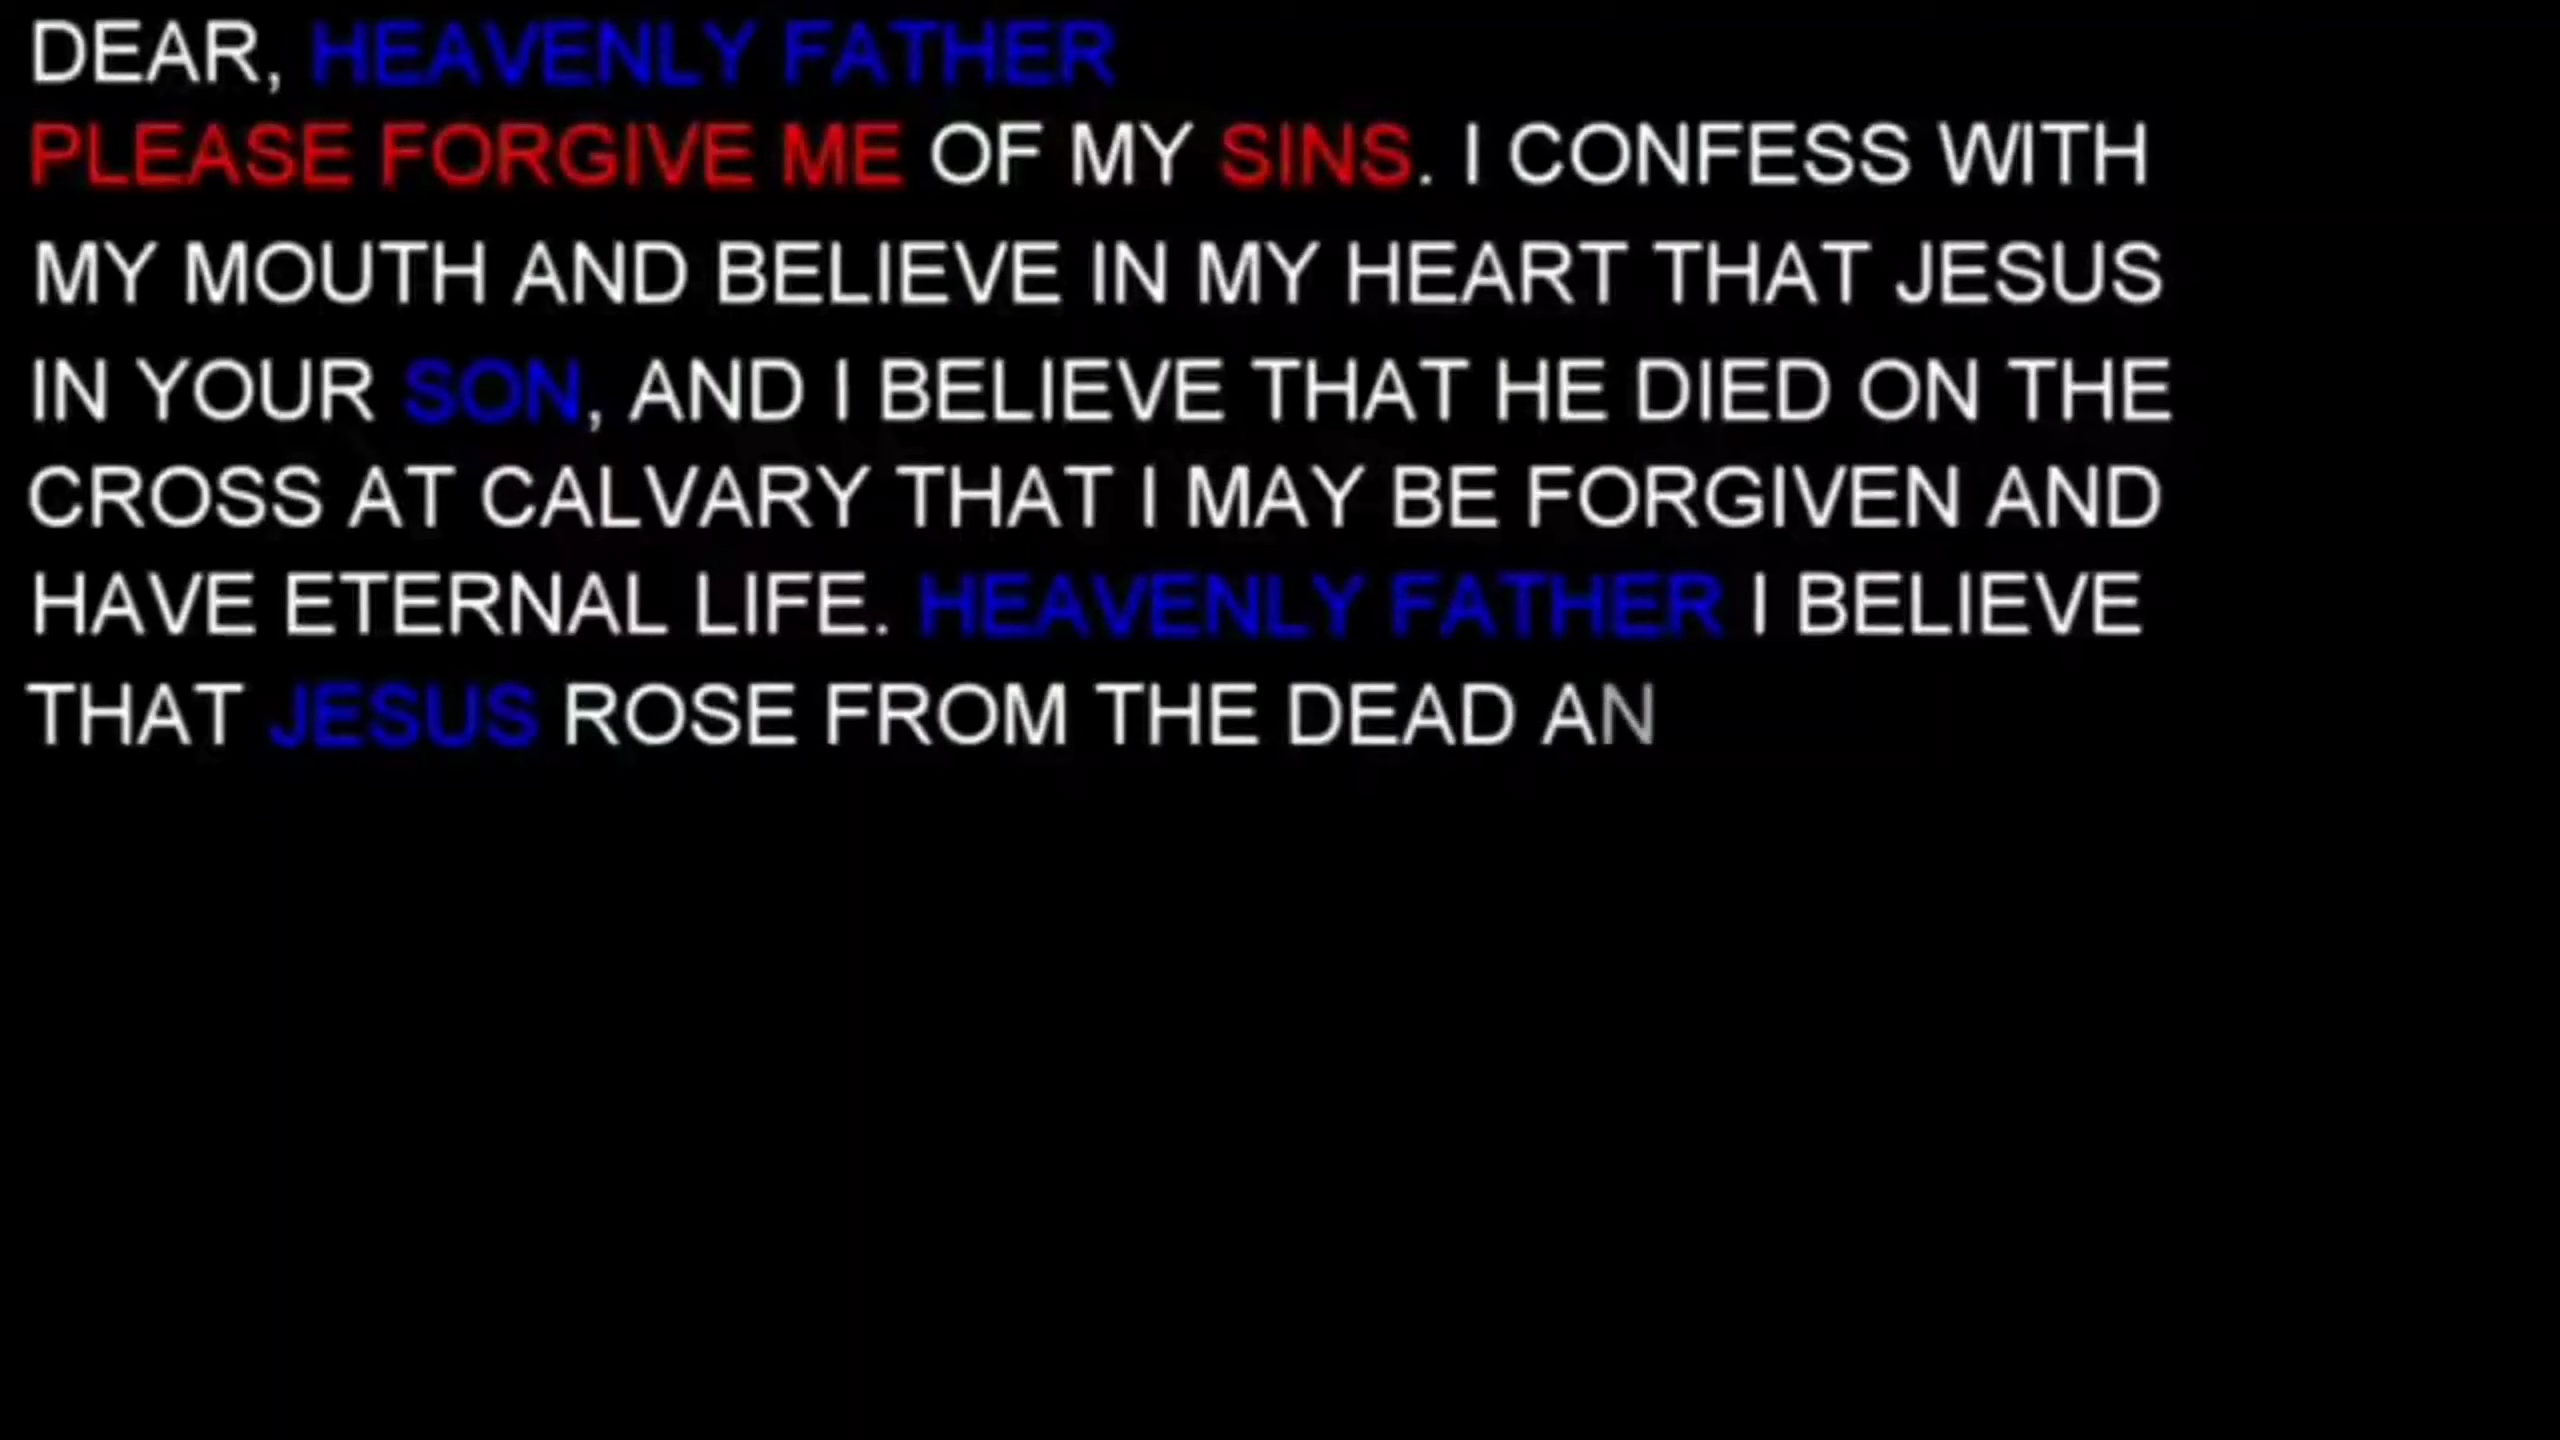 DEAR, HEAVENLY FATHER
PLEASE FORGIVE ME OF MY SINS. I CONFESS WITH
MY MOUTH AND BELIEVE IN MY HEART THAT JESUS
IN YOUR SON, AND I BELIEVE THAT HE DIED ON THE
CROSS AT CALVARY THAT I MAY BE FORGIVEN AND
HAVE ETERNAL LIFE. HEAVENLY FATHER I BELIEVE
THAT JESUS ROSE FROM THE DEAD AN